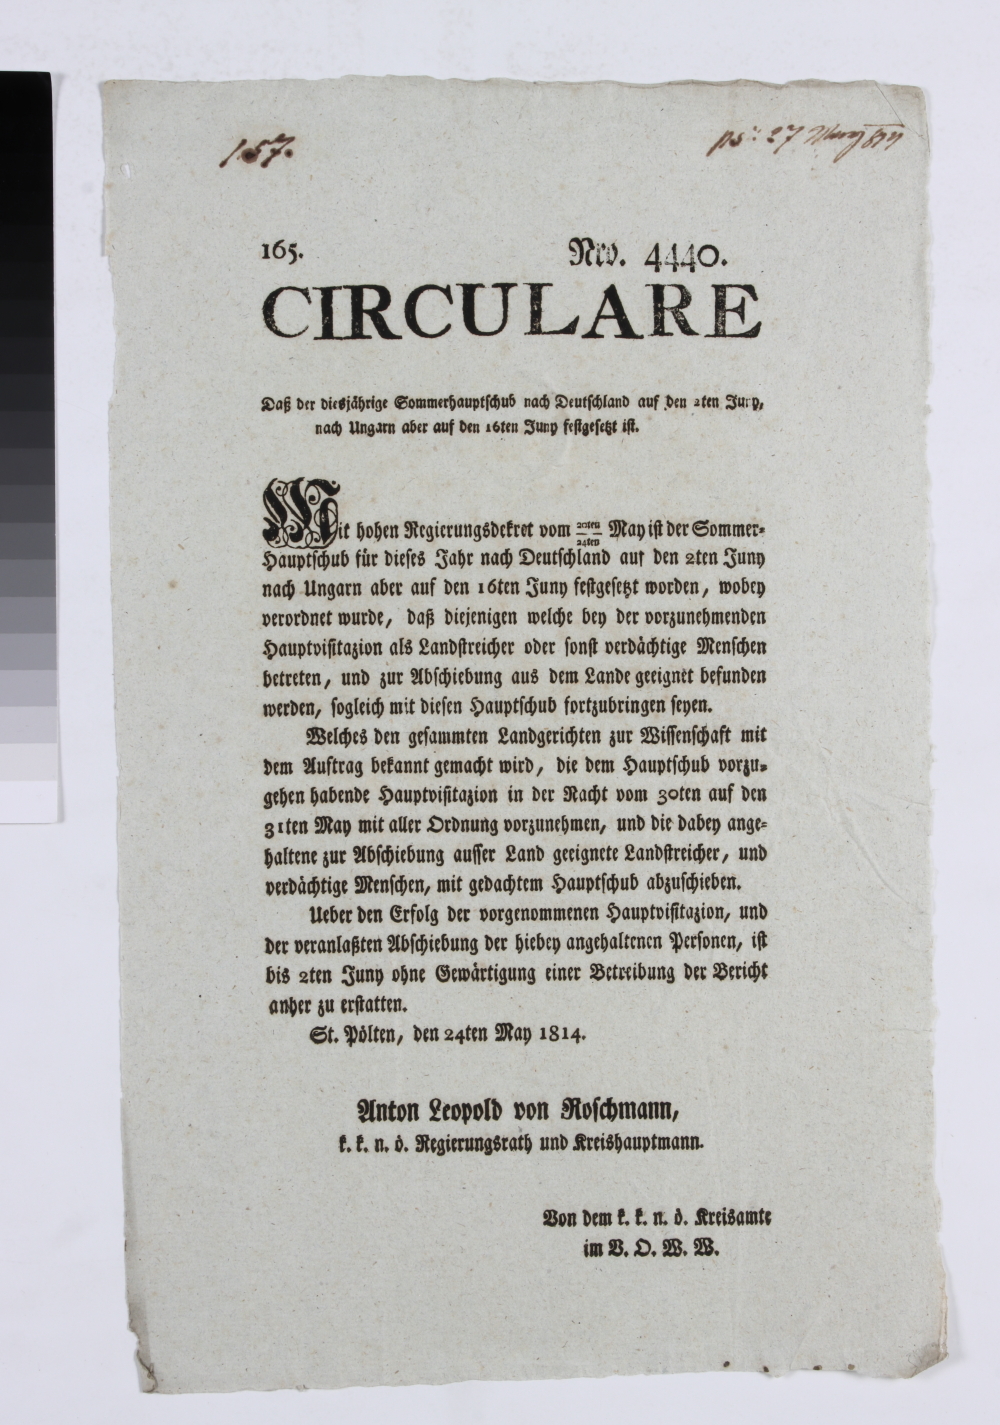 157.
ps: 27 May 814
165.
Nro. 4440.
CIRCULARE
Daß der diesjährige Sommerhauptschub nach Deutschland auf den 2ten Juny,
nach Ungarn aber auf den 16ten Juny festgesetzt ist.
Mit hohen Regierungsdekret vom 20ten/24ten May ist der Sommer=
Hauptschub für dieses Jahr nach Deutschland auf den 2ten Juny
nach Ungarn aber auf den 16ten Juny festgesetzt worden, wobey
verordnet wurde, daß diejenigen welche bey der vorzunehmenden
Hauptvisitazion als Landstreicher oder sonst verdächtige Menschen
betreten, und zur Abschiebung aus dem Lande geeignet befunden
werden, sogleich mit diesen Hauptschub fortzubringen seyen.
Welches den gesammten Landgerichten zur Wissenschaft mit
dem Auftrag bekannt gemacht wird, die dem Hauptschub vorzu=
gehen habende Hauptvisitazion in der Nacht vom 30ten auf den
31ten May mit aller Ordnung vorzunehmen, und die dabey ange=
haltene zur Abschiebung ausser Land geeignete Landstreicher, und
verdächtige Menschen, mit gedachtem Hauptschub abzuschieben.
Ueber den Erfolg der vorgenommenen Hauptvisitazion, und
der veranlaßten Abschiebung der hiebey angehaltenen Personen, ist
bis 2ten Juny ohne Gewärtigung einer Betreibung der Bericht
anher zu erstatten.
St. Pölten, den 24ten May 1814.
Anton Leopold von Roschmann,
k. k. n. ö. Regierungsrath und Kreishauptmann.
Von dem k. k. n. ö. Kreisamte
im V. O. W. W.